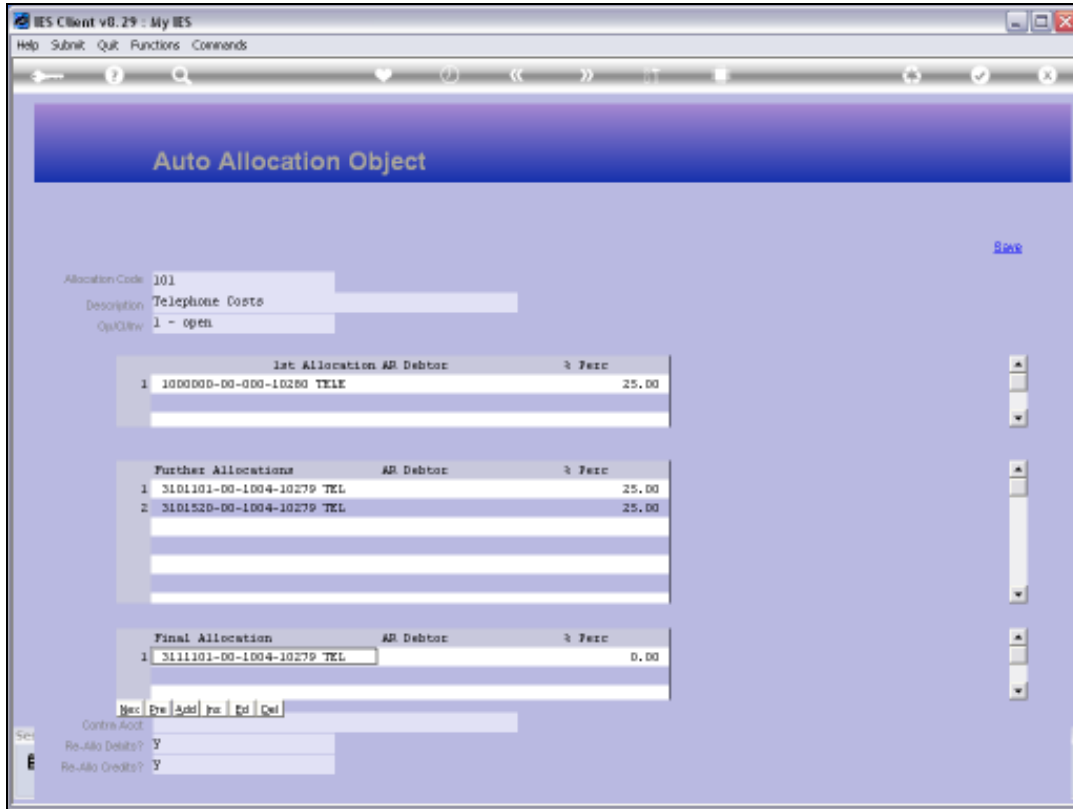 IES Client v8.29 : My IES
Help Submit Quit Functions Commands
Auto Allocation Object
Save
Allocation Code 101
Description Telephone Costs
Op/Cl/Inv 1 - open
1st Allocation AR Debtor % Perc
1 1000000-00-000-10280 TELE 25.00
Further Allocations AR Debtor % Perc
1 3101101-00-1004-10279 TEL 25.00
2 3101520-00-1004-10279 TEL 25.00
Final Allocation AR Debtor % Perc
1 3111101-00-1004-10279 TEL 0.00
Nex Pre Add Ins Ed Del
Contra Acct
Re-Allo Debits? Y
Re-Allo Credits? Y